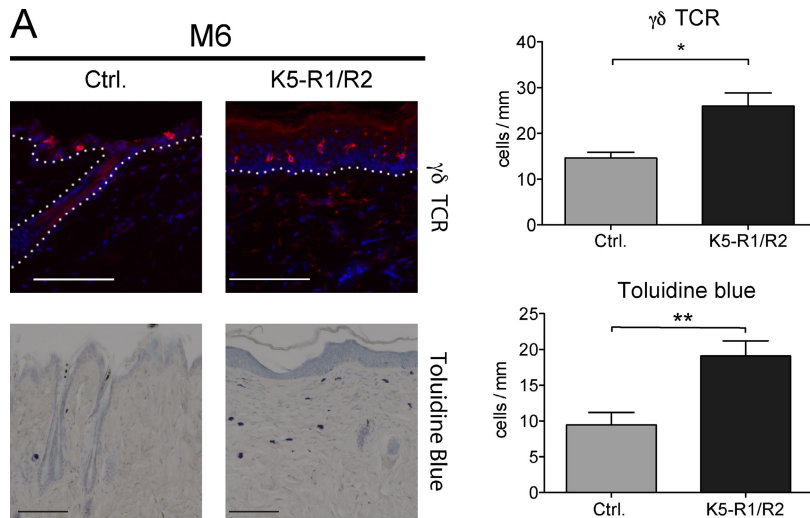 A
M6
Ctrl.
K5-R1/R2
γδ TCR
Toluidine Blue
γδ TCR
*
40
30
20
10
0
cells / mm
Ctrl.
K5-R1/R2
Toluidine blue
**
25
20
15
10
5
0
cells / mm
Ctrl.
K5-R1/R2